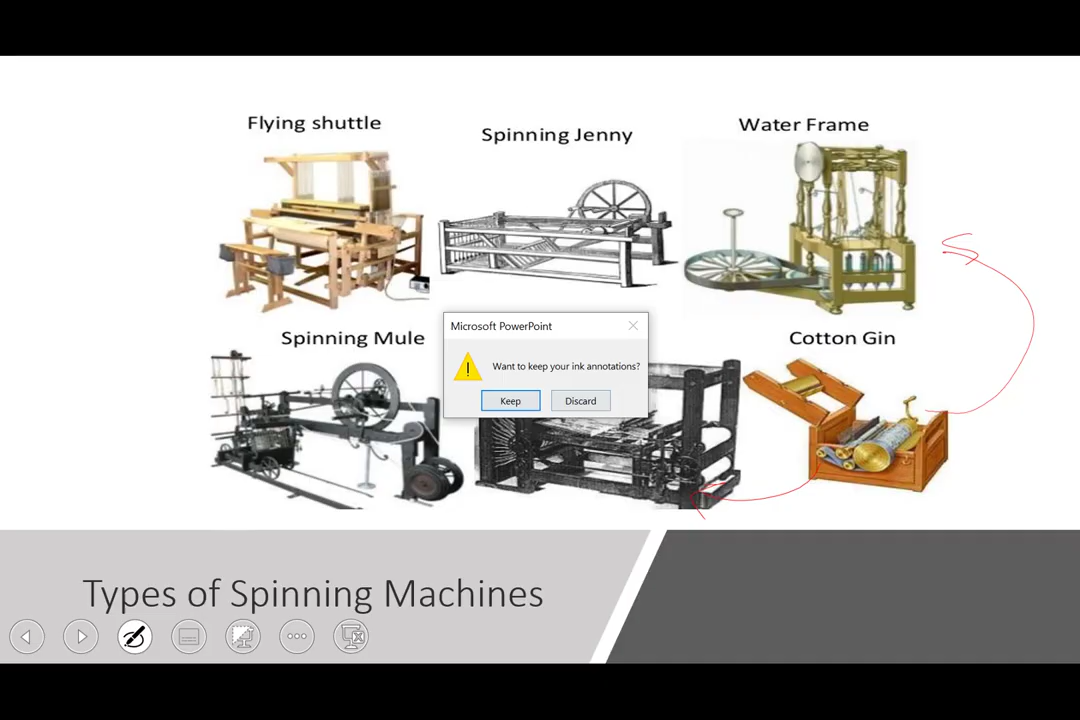 Flying shuttle
Spinning Jenny
Water Frame
Microsoft PowerPoint
Want to keep your ink annotations?
Keep
Discard
Spinning Mule
Cotton Gin
Types of Spinning Machines